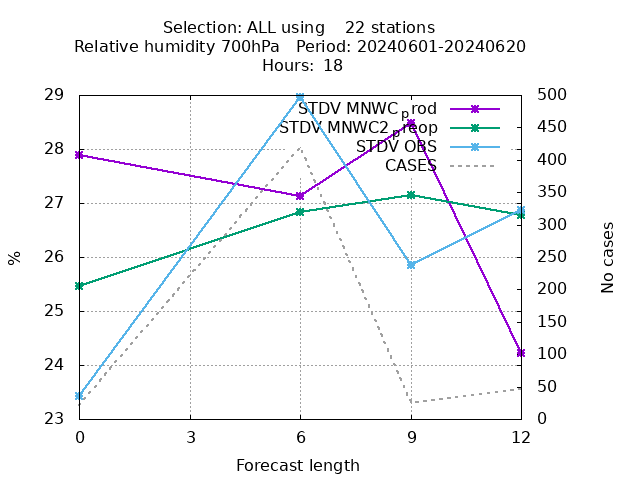 Selection: ALL using    22 stations
Relative humidity 700hPa   Period: 20240601-20240620
Hours: 18
STDV MNWC_prod
STDV MNWC2_preop
STDV OBS
CASES
29
28
27
26
25
24
23
%
500
450
400
350
300
250
200
150
100
50
0
No cases
0 3 6 9 12
Forecast length